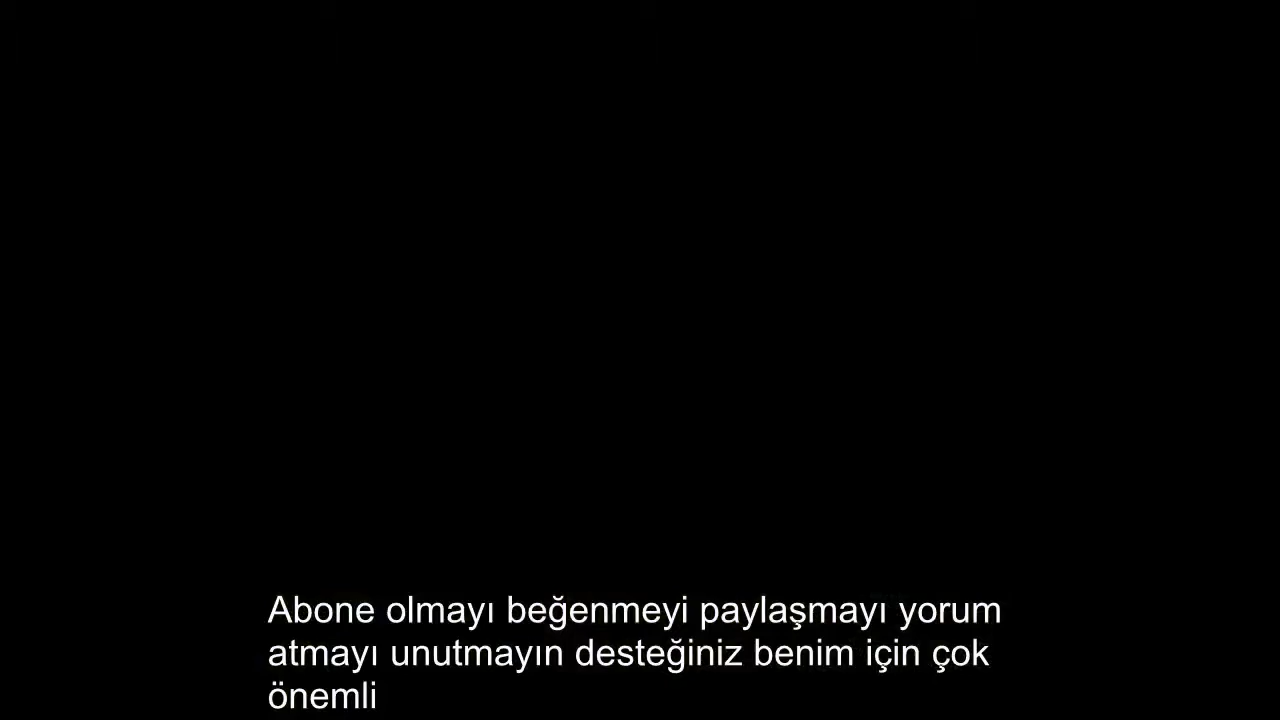 Abone olmayı beğenmeyi paylaşmayı yorum
atmayı unutmayın desteğiniz benim için çok
önemli